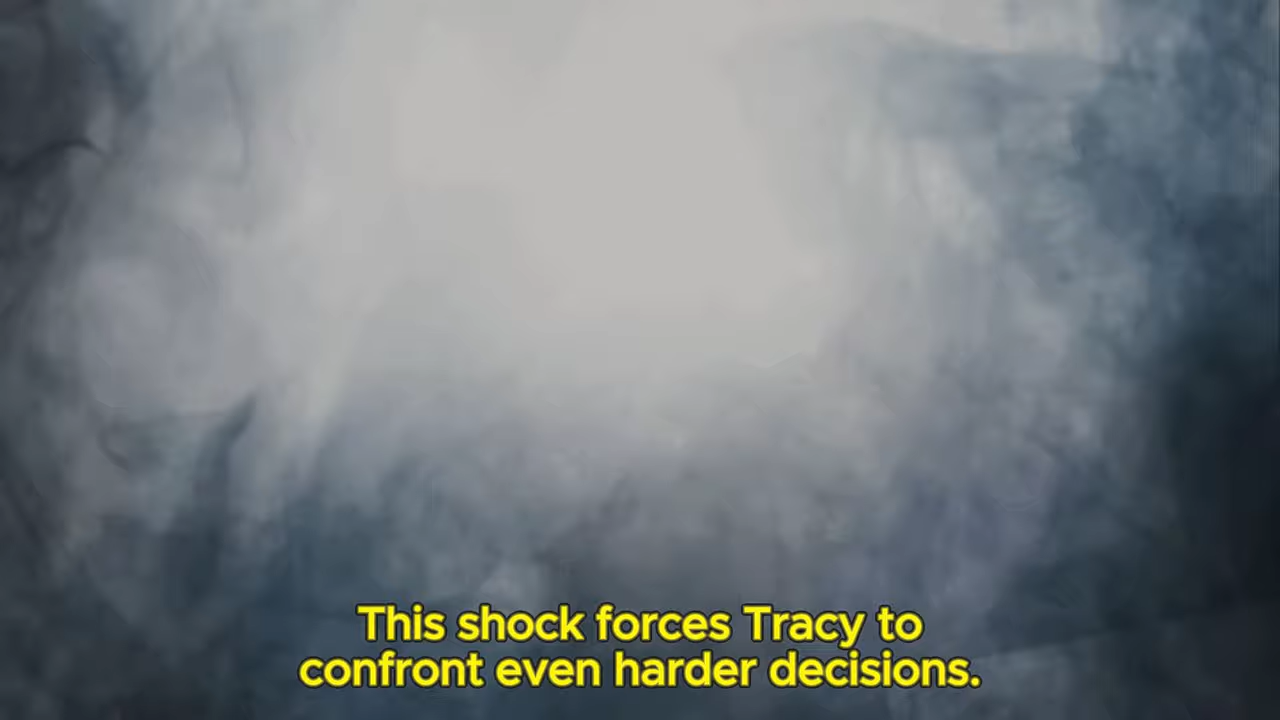 This shock forces Tracy to
confront even harder decisions.